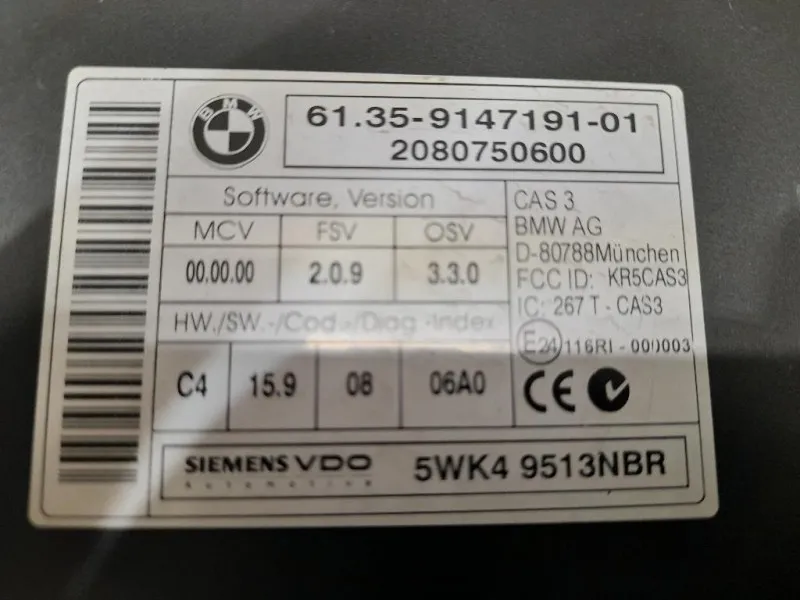 BMW
61.35-9147191-01
2080750600
Software, Version
MCV FSV OSV
00.00.00 2.0.9 3.3.0
HW./SW.-/Cod.-/Diag.-Index
C4 15.9 08 06A0
CAS 3
BMW AG
D-80788München
FCC ID: KR5CAS3
IC: 267 T - CAS3
E24 116RI - 000003
CE
SIEMENS VDO
Automotive
5WK4 9513NBR